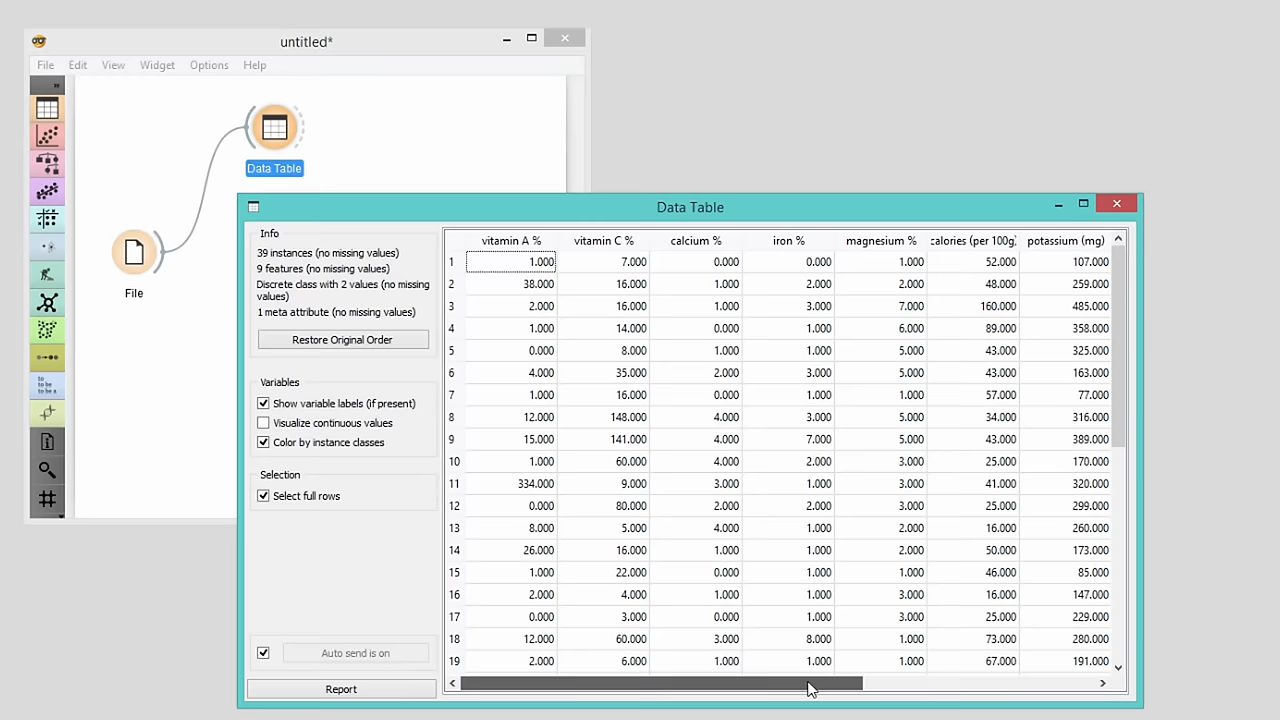 untitled*
File Edit View Widget Options Help
Data Table
File
Data Table
Info
39 instances (no missing values)
9 features (no missing values)
Discrete class with 2 values (no missing
values)
1 meta attribute (no missing values)
Restore Original Order
Variables
Show variable labels (if present)
Visualize continuous values
Color by instance classes
Selection
Select full rows
Auto send is on
Report
vitamin A % vitamin C % calcium % iron % magnesium % calories (per 100g) potassium (mg)
1 1.000 7.000 0.000 0.000 1.000 52.000 107.000
2 38.000 16.000 1.000 2.000 2.000 48.000 259.000
3 2.000 16.000 1.000 3.000 7.000 160.000 485.000
4 1.000 14.000 0.000 1.000 6.000 89.000 358.000
5 0.000 8.000 1.000 1.000 5.000 43.000 325.000
6 4.000 35.000 2.000 3.000 5.000 43.000 163.000
7 1.000 16.000 0.000 1.000 1.000 57.000 77.000
8 12.000 148.000 4.000 3.000 5.000 34.000 316.000
9 15.000 141.000 4.000 7.000 5.000 43.000 389.000
10 1.000 60.000 4.000 2.000 3.000 25.000 170.000
11 334.000 9.000 3.000 1.000 3.000 41.000 320.000
12 0.000 80.000 2.000 2.000 3.000 25.000 299.000
13 8.000 5.000 4.000 1.000 2.000 16.000 260.000
14 26.000 16.000 1.000 1.000 2.000 50.000 173.000
15 1.000 22.000 0.000 1.000 1.000 46.000 85.000
16 2.000 4.000 1.000 1.000 3.000 16.000 147.000
17 0.000 3.000 0.000 1.000 3.000 25.000 229.000
18 12.000 60.000 3.000 8.000 1.000 73.000 280.000
19 2.000 6.000 1.000 1.000 1.000 67.000 191.000